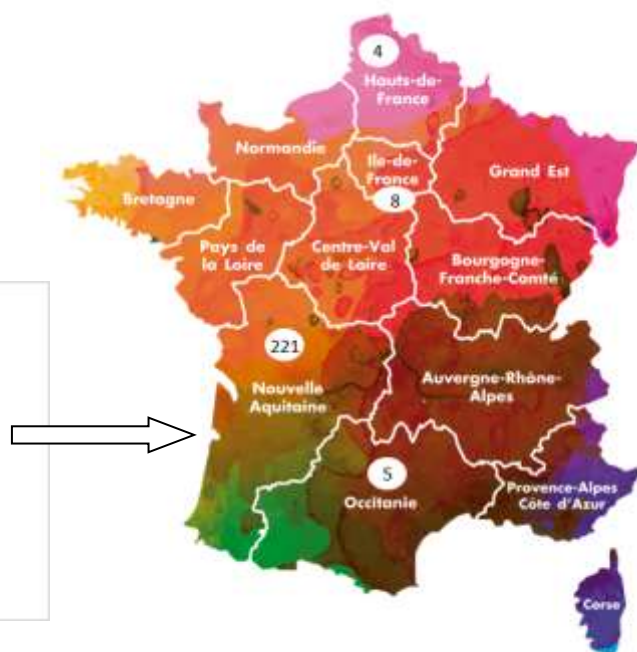 4
Hauts-de-
France
Normandie
Ile-de-
France
Grand Est
Bretagne
8
Pays de
la Loire
Centre-Val
de Loire
Bourgogne-
Franche-Comté
221
Nouvelle
Aquitaine
Auvergne-Rhône-
Alpes
5
Occitanie
Provence-Alpes
Côte d'Azur
Corse